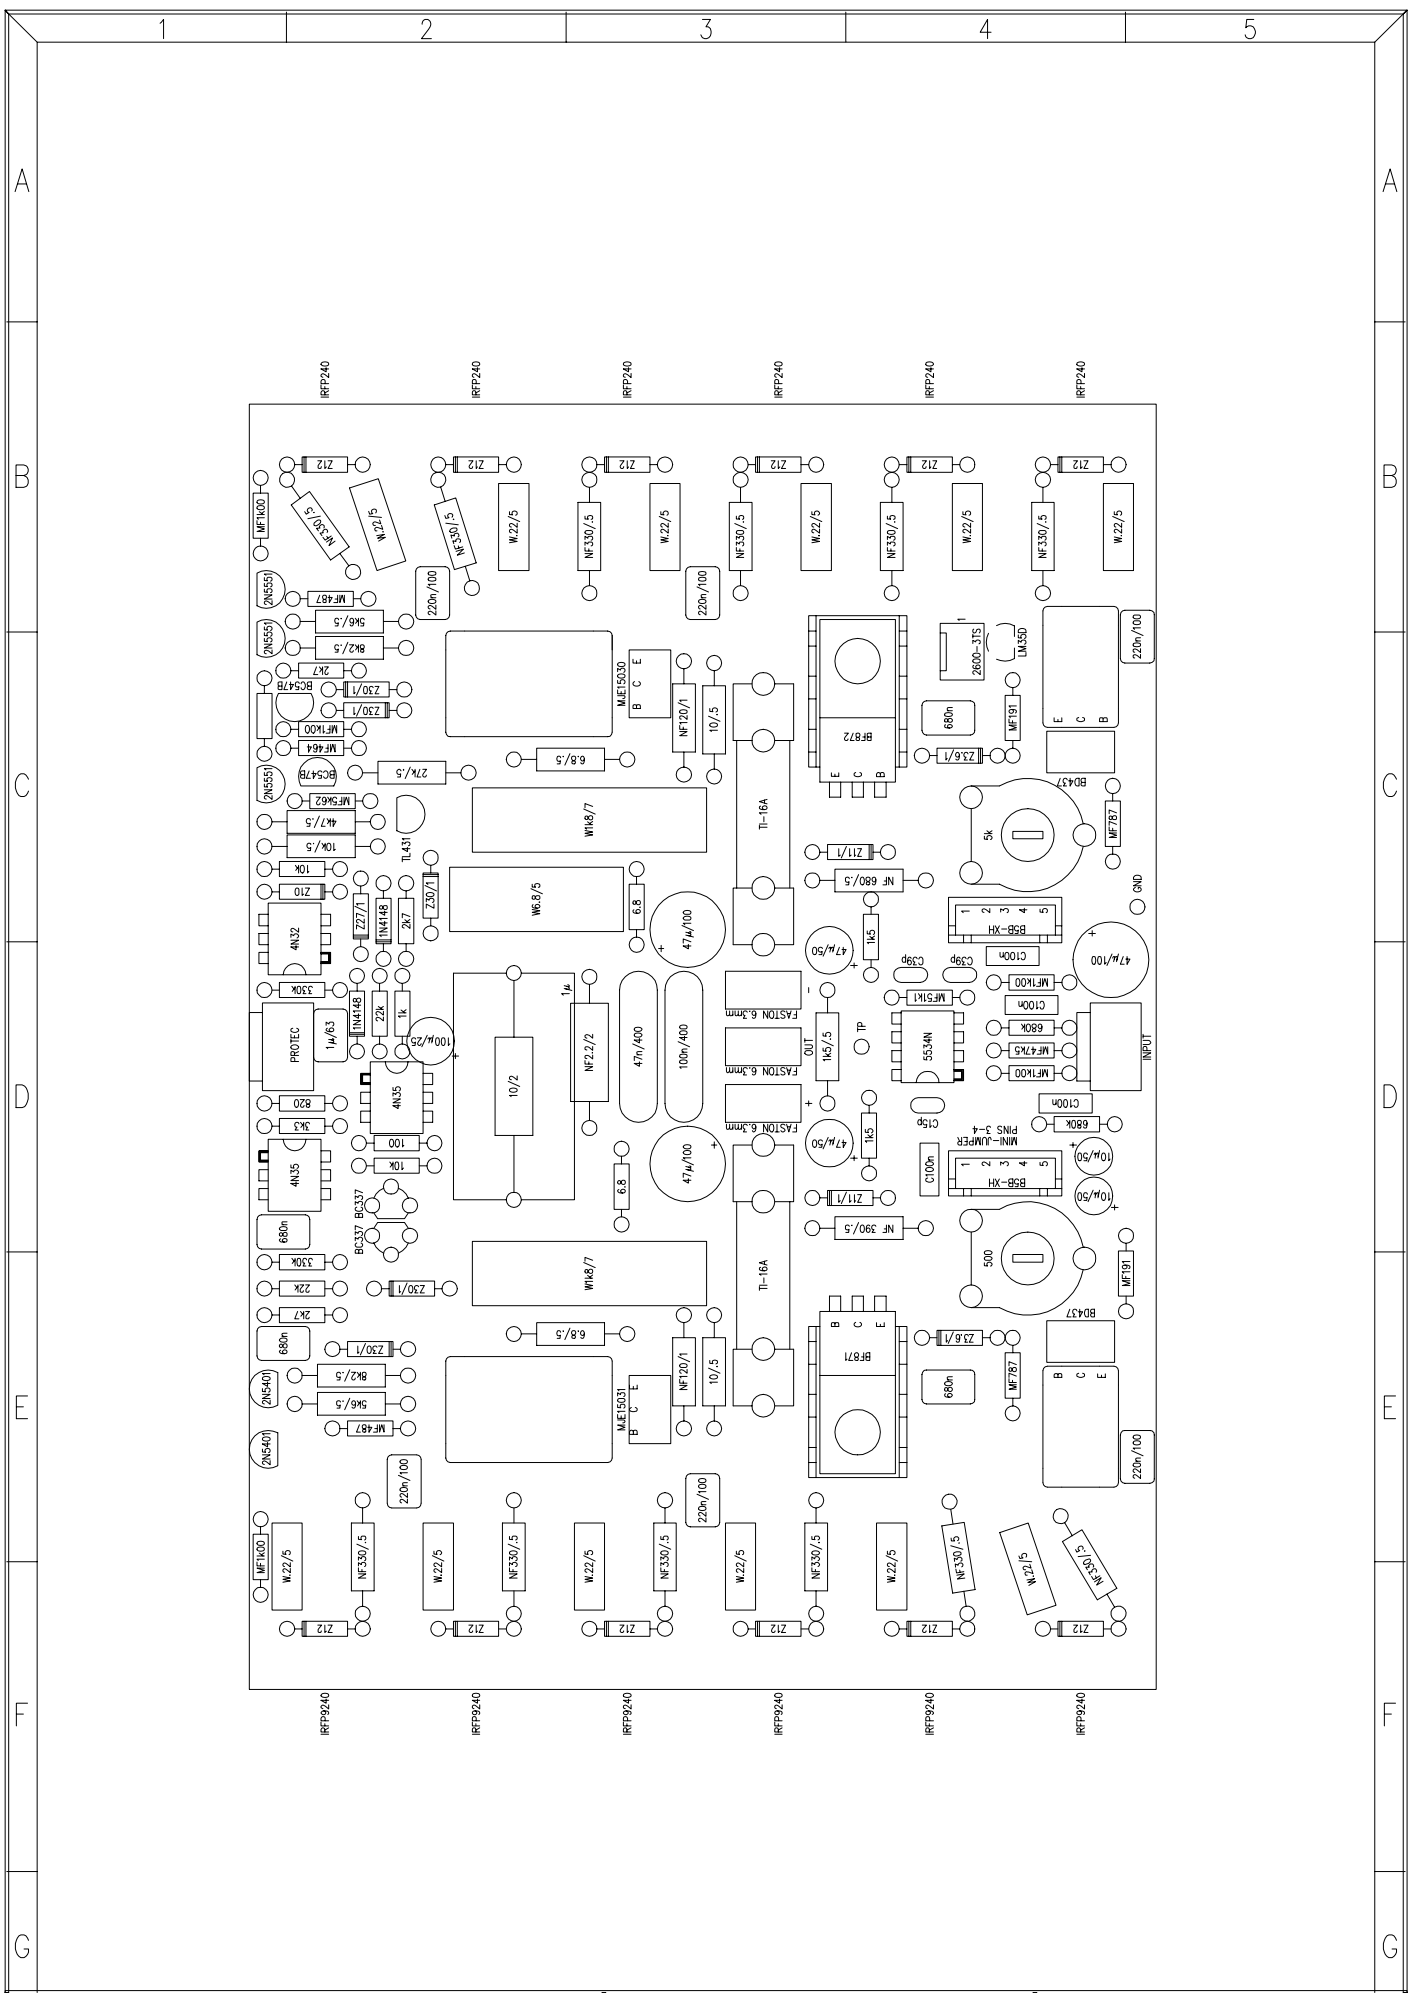 1 2 3 4 5
A A
IRFP240 IRFP240 IRFP240 IRFP240 IRFP240 IRFP240
B B
Z12 Z12 Z12 Z12 Z12 Z12
MF1k00 NF330/.5 W.22/5 NF330/.5 W.22/5 NF330/.5 W.22/5 NF330/.5 W.22/5 NF330/.5 W.22/5 NF330/.5 W.22/5
2N5551 MF487 220n/100 220n/100
5k6/.5
2N5551 8k2/.5 1 2600-3TS LM35D 220n/100
2k7 MJE15030 B C E
BC547B Z30/1
Z30/1 NF120/1 10/.5 680n MF191 E C B
MF1k00
MF464 6.8/.5 BF872 Z3.6/1
2N5551 BC547B 27k/.5 E C B BD437
C C
MF5k62 W1k8/7 TI-16A
4k7/.5 TL431 5k MF787
10k/.5 Z11/1
10k NF 680/.5
Z10 Z30/1 W6.8/5 6.8 GND
4N32 Z27/1 1N4148 2k7 47µ/100 + 1k5 1 2 3 4 5 B5B-XH
47µ/50 + C39p C39p C100n 47µ/100 +
330k 1µ - MF51k1 MF1k00
1N4148 22k 1k FASTON 6.3mm C100n
PROTEC 1µ/63 100µ/25 + NF2.2/2 47n/400 100n/400 OUT 1k5/.5 TP 5534N 680k INPUT
FASTON 6.3mm MF47k5
4N35 10/2 MF1k00
D D
820 + C15p C100n
3k3 FASTON 6.3mm 680k
100 47µ/50 + 1k5 MINI-JUMPER PINS 3-4
4N35 10k 47µ/100 + 6.8 C100n 1 2 3 4 5 B5B-XH 10µ/50 +
BC337 Z11/1 10µ/50 +
680n BC337 NF 390/.5
330k 500
22k Z30/1 W1k8/7 TI-16A MF191
2k7 BD437
680n 6.8/.5 B C E Z3.6/1
Z30/1 BF871
8k2/.5 NF120/1 10/.5 MF787 B C E
2N5401 5k6/.5 MJE15031 B C E 680n
E E
MF487
2N5401 220n/100
220n/100 220n/100
MF1k00 W.22/5 NF330/.5 W.22/5 NF330/.5 W.22/5 NF330/.5 W.22/5 NF330/.5 W.22/5 NF330/.5 W.22/5 NF330/.5
Z12 Z12 Z12 Z12 Z12 Z12
F F
IRFP9240 IRFP9240 IRFP9240 IRFP9240 IRFP9240 IRFP9240
G G